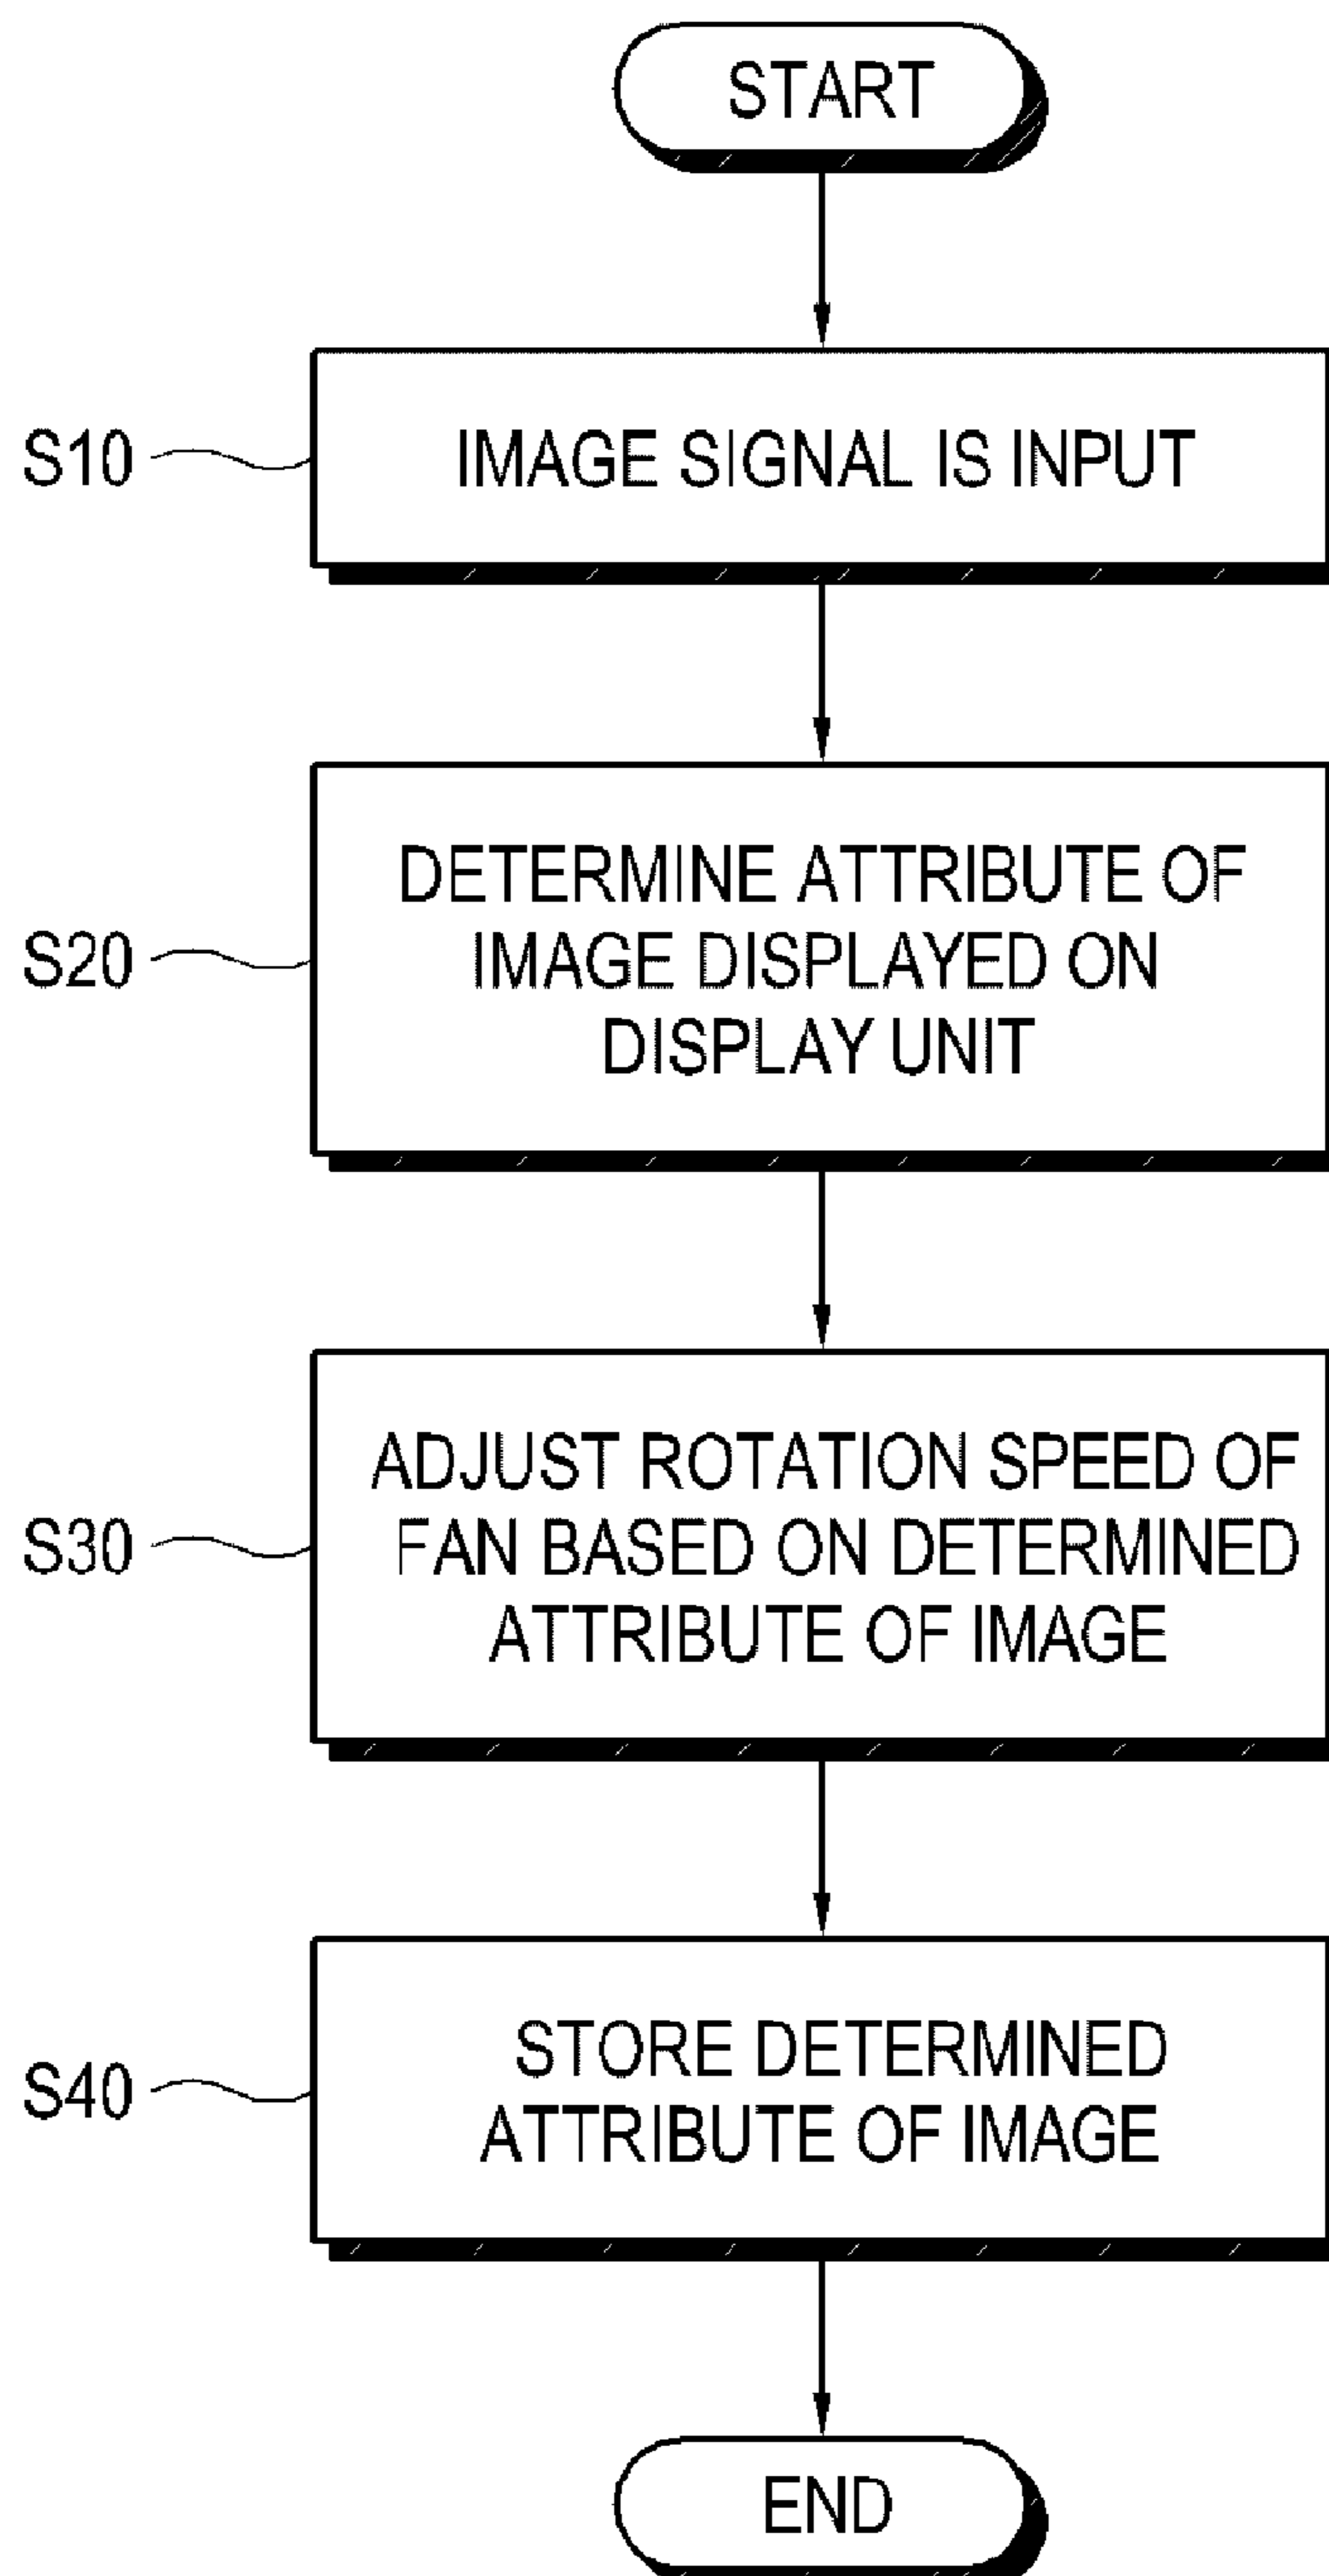 START
S10
IMAGE SIGNAL IS INPUT
S20
DETERMINE ATTRIBUTE OF
IMAGE DISPLAYED ON
DISPLAY UNIT
S30
ADJUST ROTATION SPEED OF
FAN BASED ON DETERMINED
ATTRIBUTE OF IMAGE
S40
STORE DETERMINED
ATTRIBUTE OF IMAGE
END